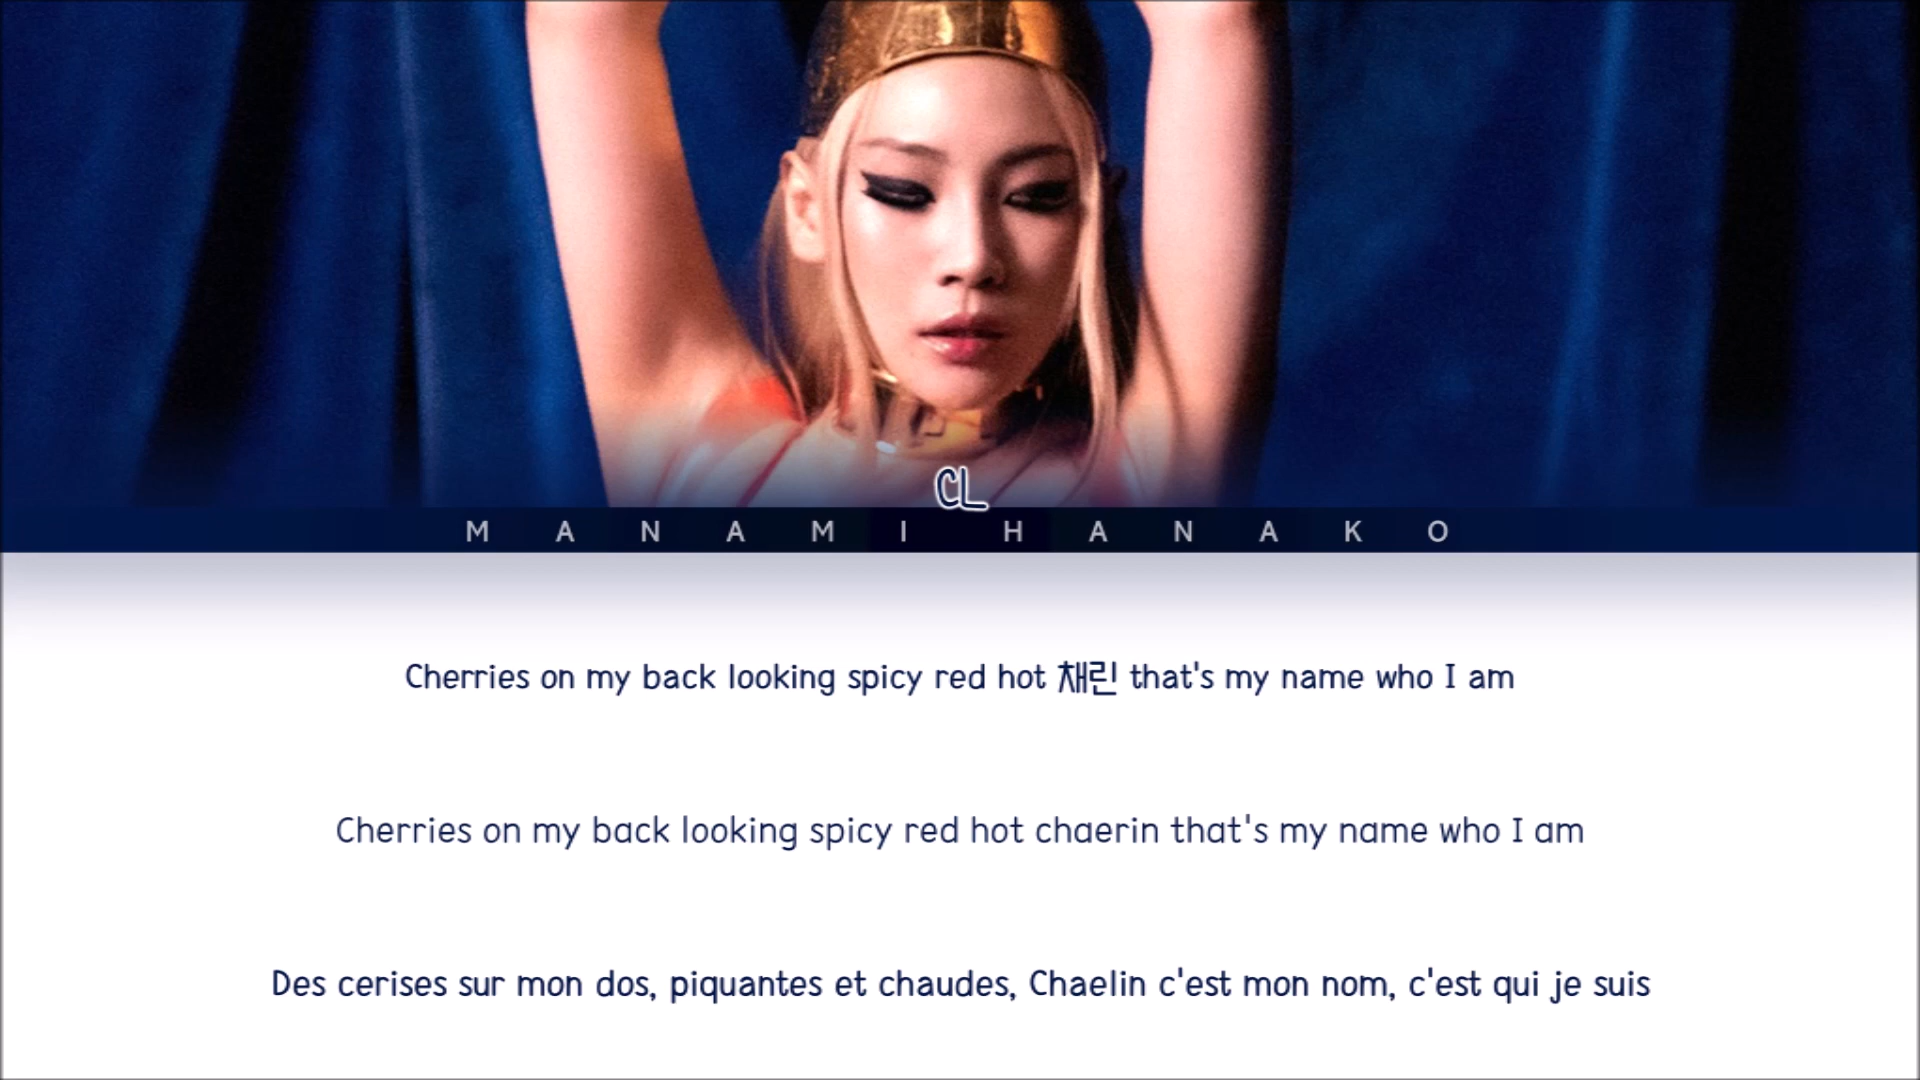 CL
MANAMI HANAKO
Cherries on my back looking spicy red hot 채린 that's my name who I am
Cherries on my back looking spicy red hot chaerin that's my name who I am
Des cerises sur mon dos, piquantes et chaudes, Chaelin c'est mon nom, c'est qui je suis